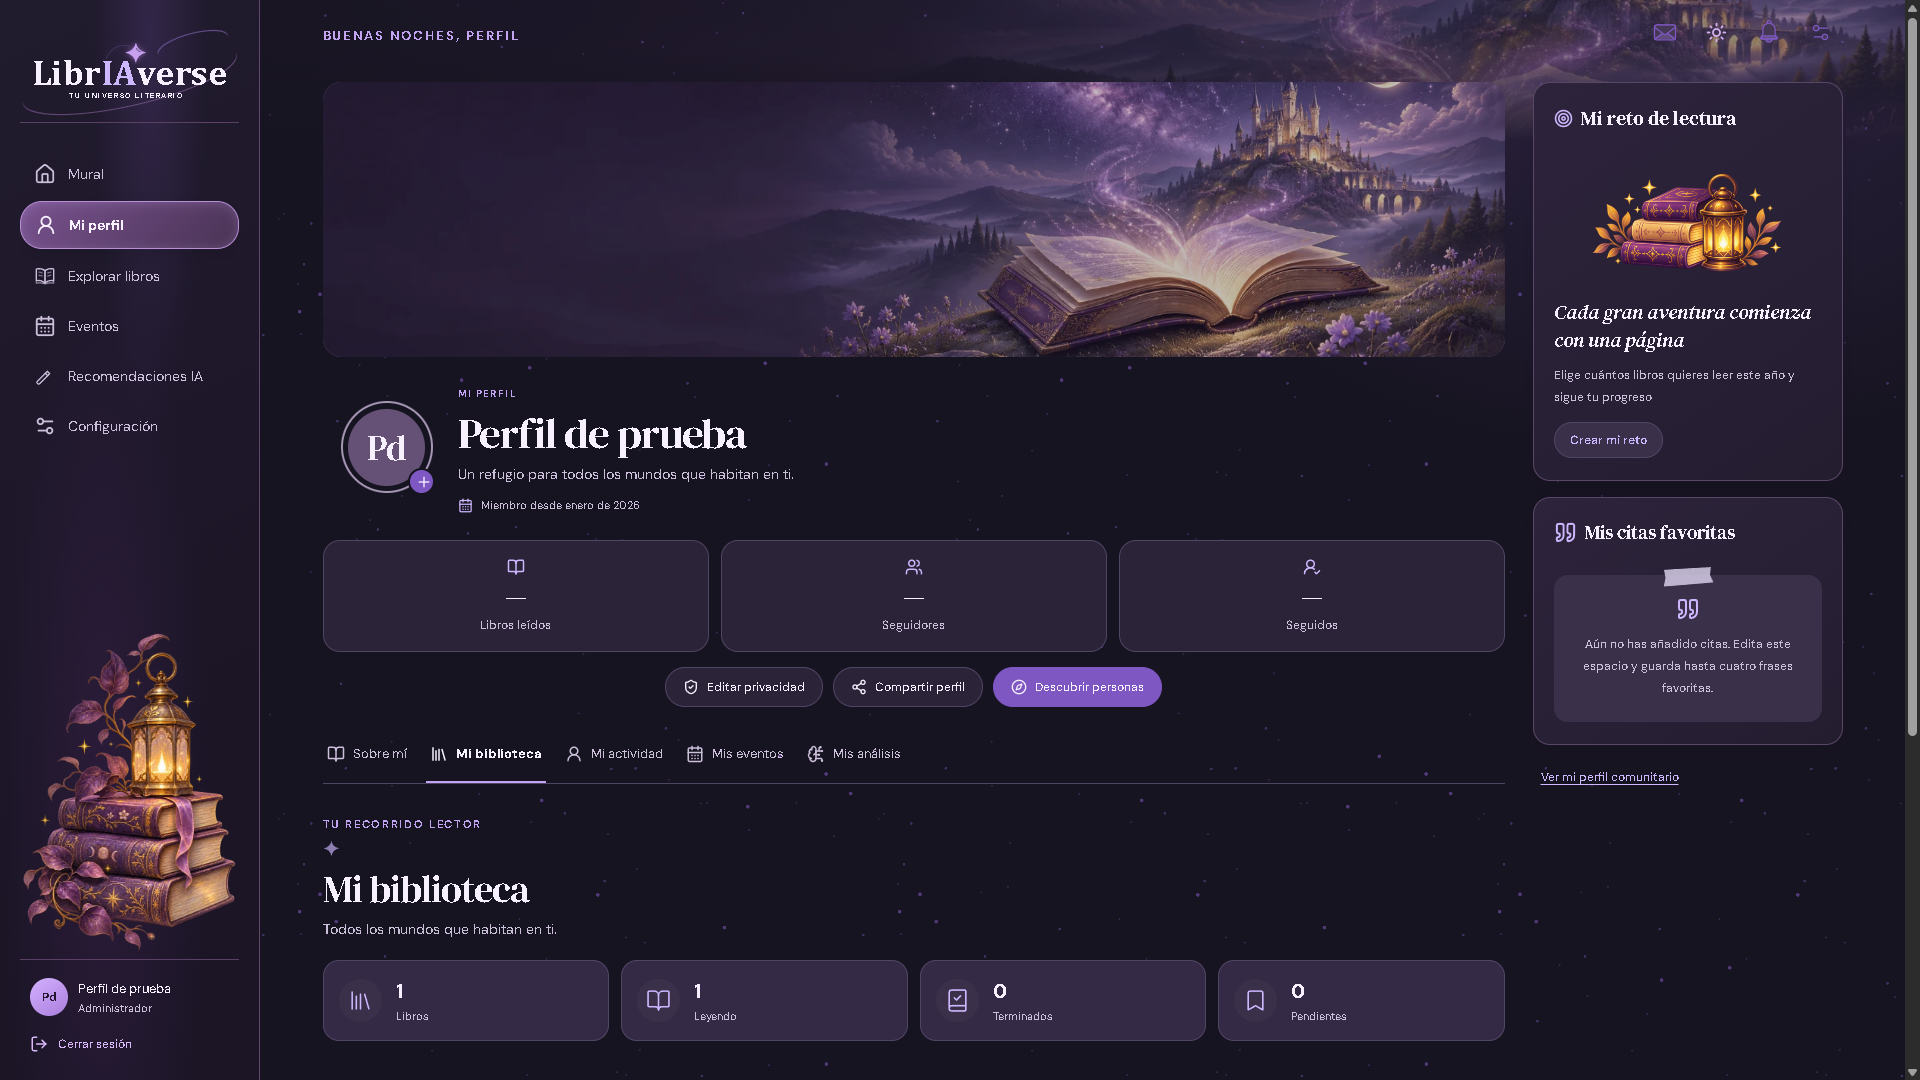 LibrIAverse
TU UNIVERSO LITERARIO
Mural
Mi perfil
Explorar libros
Eventos
Recomendaciones IA
Configuración
Pd
Perfil de prueba
Administrador
Cerrar sesión
BUENAS NOCHES, PERFIL
Pd
MI PERFIL
Perfil de prueba
Un refugio para todos los mundos que habitan en ti.
Miembro desde enero de 2026
—
Libros leídos
—
Seguidores
—
Seguidos
Editar privacidad
Compartir perfil
Descubrir personas
Sobre mí
Mi biblioteca
Mi actividad
Mis eventos
Mis análisis
TU RECORRIDO LECTOR
Mi biblioteca
Todos los mundos que habitan en ti.
1
Libros
1
Leyendo
0
Terminados
0
Pendientes
Mi reto de lectura
Cada gran aventura comienza
con una página
Elige cuántos libros quieres leer este año y
sigue tu progreso
Crear mi reto
Mis citas favoritas
Aún no has añadido citas. Edita este
espacio y guarda hasta cuatro frases
favoritas.
Ver mi perfil comunitario